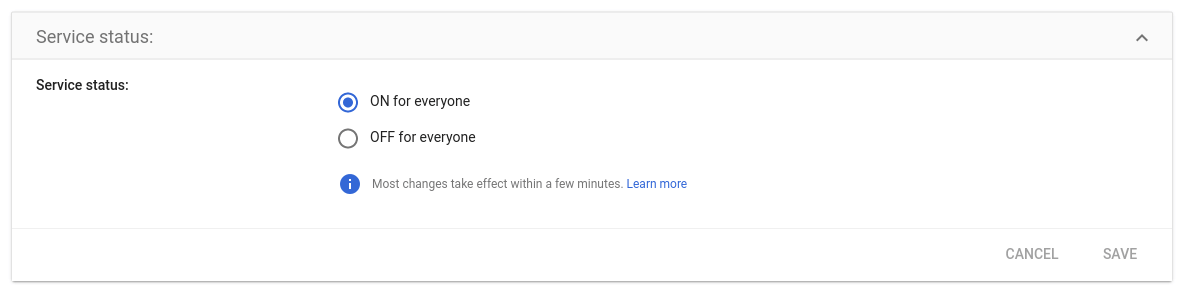 Service status:
Service status:
ON for everyone
OFF for everyone
Most changes take effect within a few minutes. Learn more
CANCEL SAVE